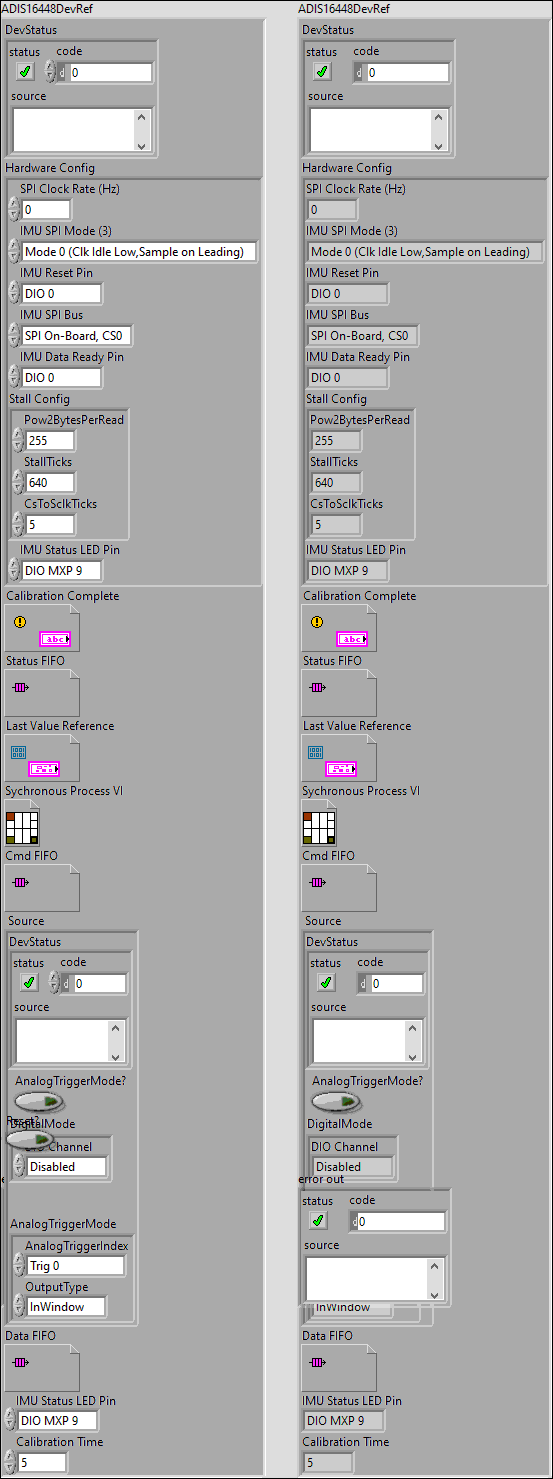 ADIS16448DevRef
DevStatus
status code
d 0
source
Hardware Config
SPI Clock Rate (Hz)
0
IMU SPI Mode (3)
Mode 0 (Clk Idle Low,Sample on Leading)
IMU Reset Pin
DIO 0
IMU SPI Bus
SPI On-Board, CS0
IMU Data Ready Pin
DIO 0
Stall Config
Pow2BytesPerRead
255
StallTicks
640
CsToSclkTicks
5
IMU Status LED Pin
DIO MXP 9
Calibration Complete
abc
Status FIFO
Last Value Reference
Sychronous Process VI
Cmd FIFO
Source
DevStatus
status code
d 0
source
AnalogTriggerMode?
Reset?
DigitalMode
DIO Channel
Disabled
AnalogTriggerMode
AnalogTriggerIndex
Trig 0
OutputType
InWindow
Data FIFO
IMU Status LED Pin
DIO MXP 9
Calibration Time
5
ADIS16448DevRef
DevStatus
status code
d 0
source
Hardware Config
SPI Clock Rate (Hz)
0
IMU SPI Mode (3)
Mode 0 (Clk Idle Low,Sample on Leading)
IMU Reset Pin
DIO 0
IMU SPI Bus
SPI On-Board, CS0
IMU Data Ready Pin
DIO 0
Stall Config
Pow2BytesPerRead
255
StallTicks
640
CsToSclkTicks
5
IMU Status LED Pin
DIO MXP 9
Calibration Complete
abc
Status FIFO
Last Value Reference
Sychronous Process VI
Cmd FIFO
Source
DevStatus
status code
d 0
source
AnalogTriggerMode?
DigitalMode
DIO Channel
Disabled
error out
status code
d 0
source
InWindow
Data FIFO
IMU Status LED Pin
DIO MXP 9
Calibration Time
5